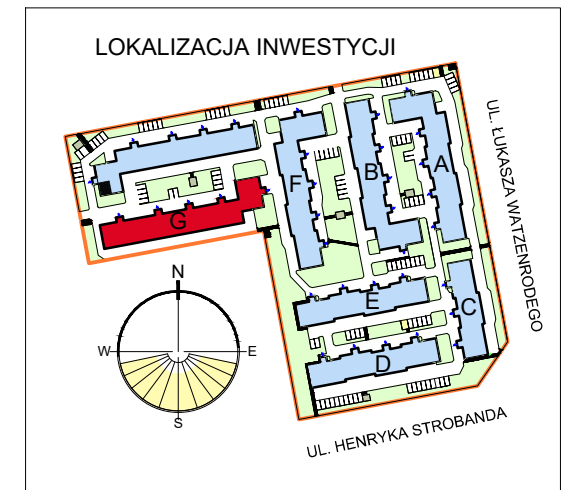 LOKALIZACJA INWESTYCJI
UL. ŁUKASZA WATZENRODEGO
A
B
F
G
N
E
C
W
E
D
S
UL. HENRYKA STROBANDA